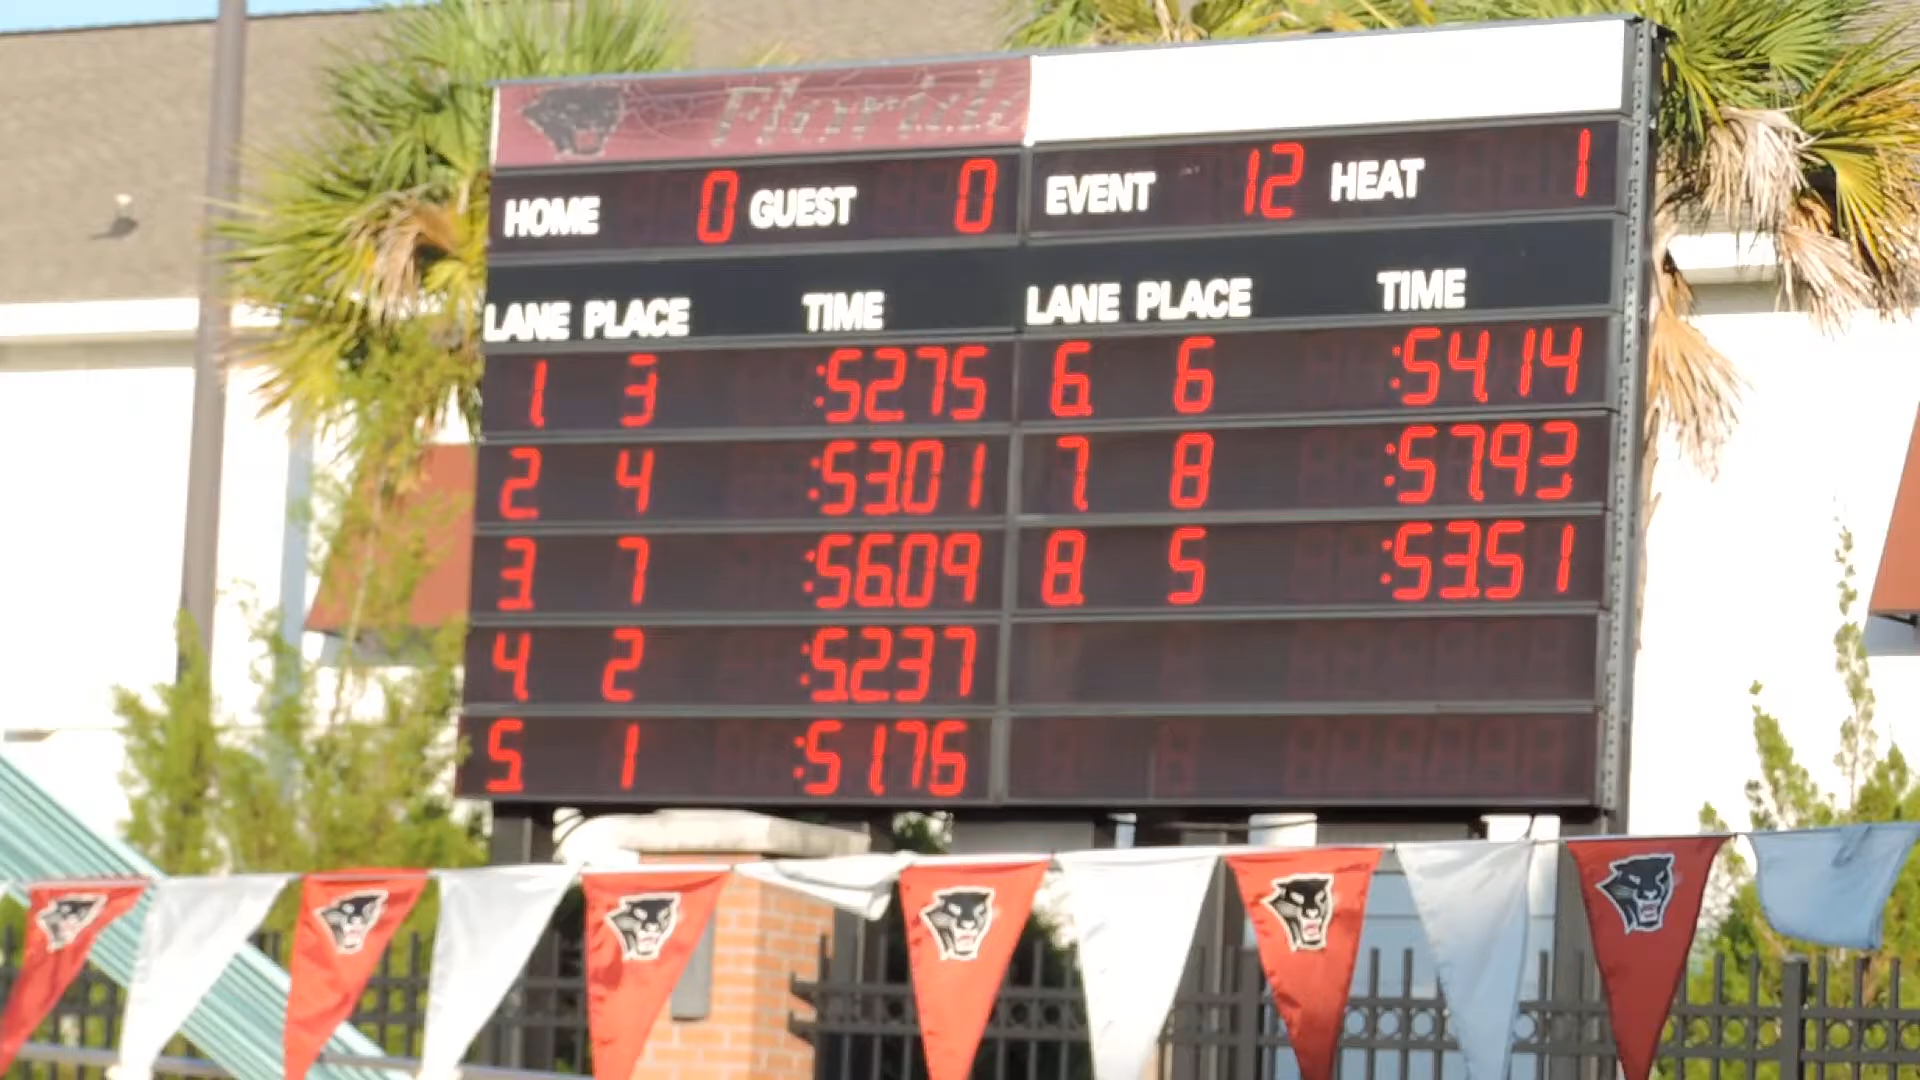 Florida
HOME 0 GUEST 0 EVENT 12 HEAT 1
LANE PLACE TIME LANE PLACE TIME
1. 3 :52.75 6. 6 :54.14
2 4 :53.01 7. 8 :57.93
3. 7 :56.09 8. 5 :53.51
4. 2 :52.37
5. 1 :51.76